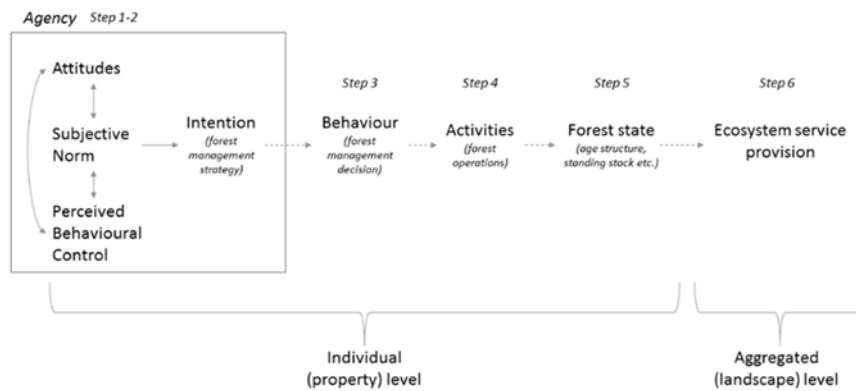 Agency Step 1-2
Attitudes
Subjective
Norm
Perceived
Behavioural
Control
Intention
(forest
management
strategy)
Step 3
Behaviour
(forest
management
decision)
Step 4
Activities
(forest
operations)
Step 5
Forest state
(age structure,
standing stock etc.)
Step 6
Ecosystem service
provision
Individual
(property) level
Aggregated
(landscape) level